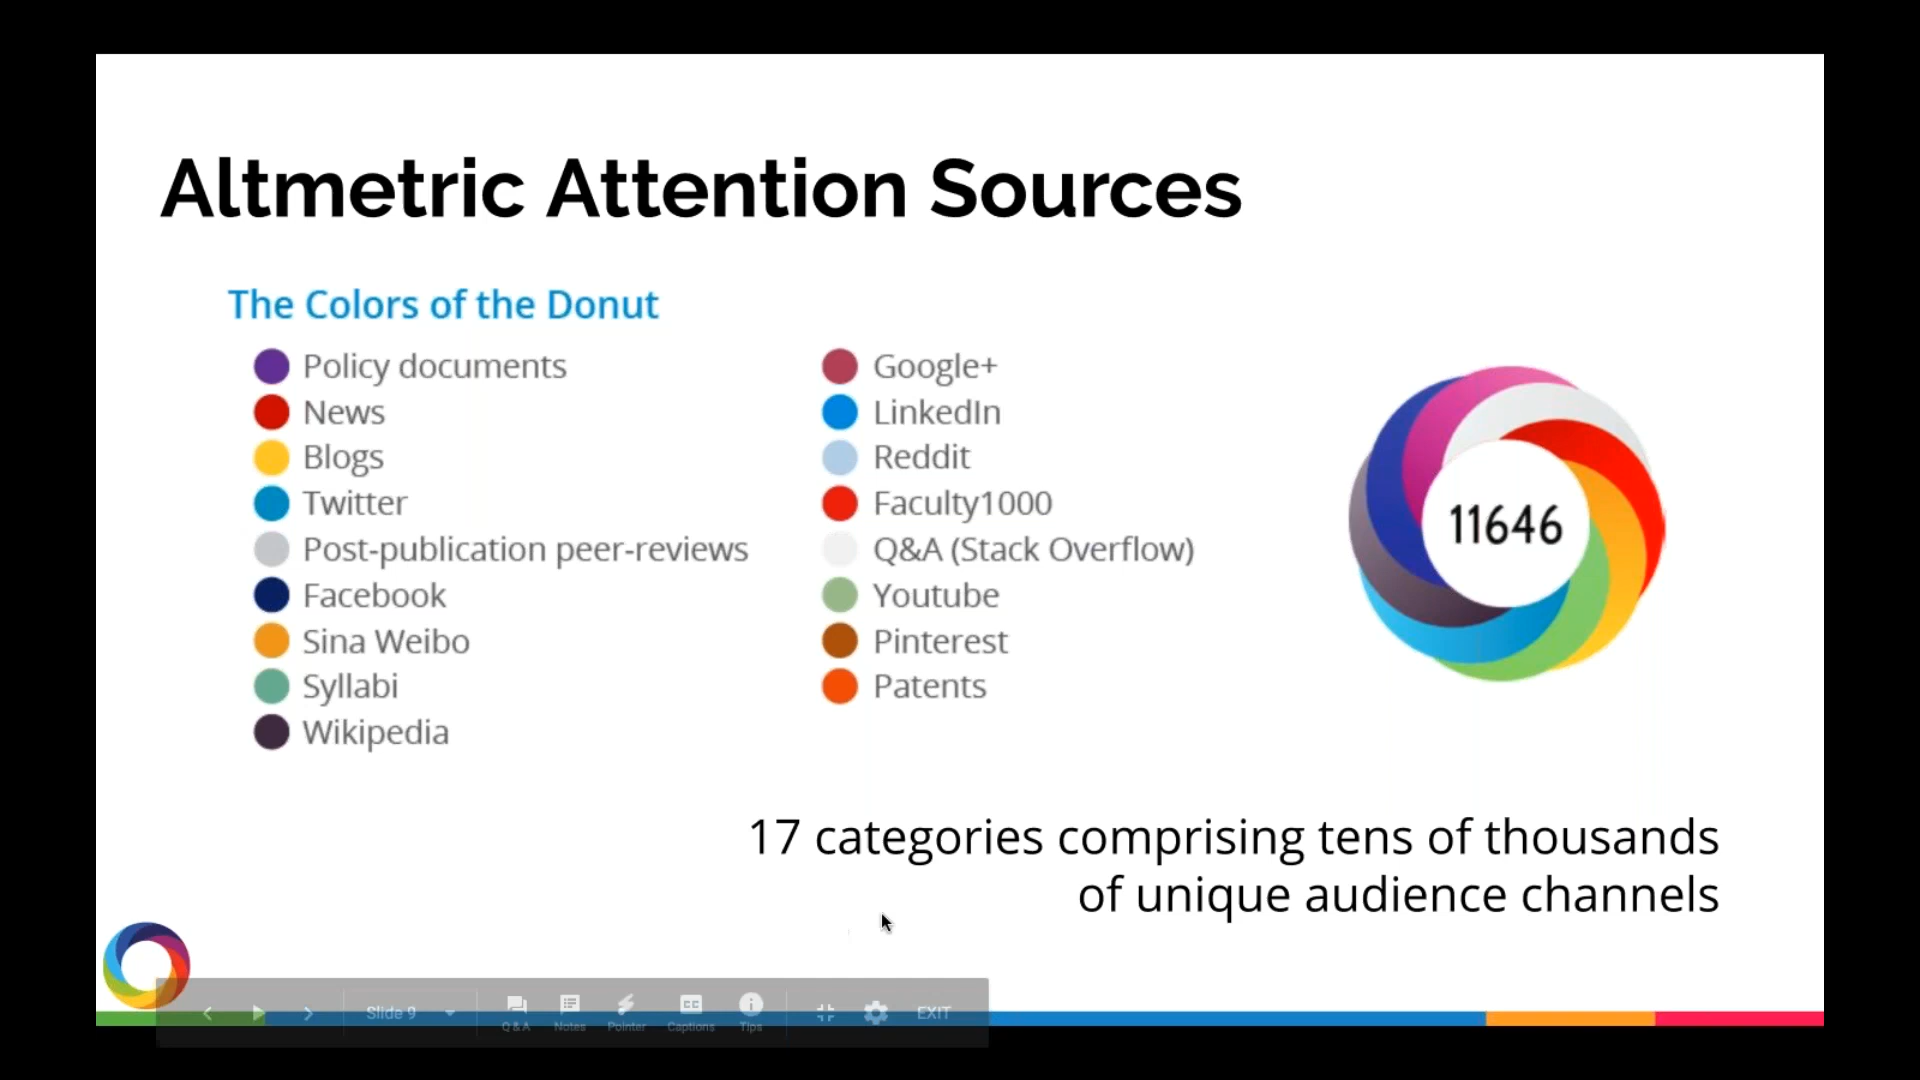 Altmetric Attention Sources
The Colors of the Donut
Policy documents
News
Blogs
Twitter
Post-publication peer-reviews
Facebook
Sina Weibo
Syllabi
Wikipedia
Google+
LinkedIn
Reddit
Faculty1000
Q&A (Stack Overflow)
Youtube
Pinterest
Patents
11646
17 categories comprising tens of thousands
of unique audience channels
Slide 9
Q & A
Notes
Pointer
CC
Captions
Tips
EXIT